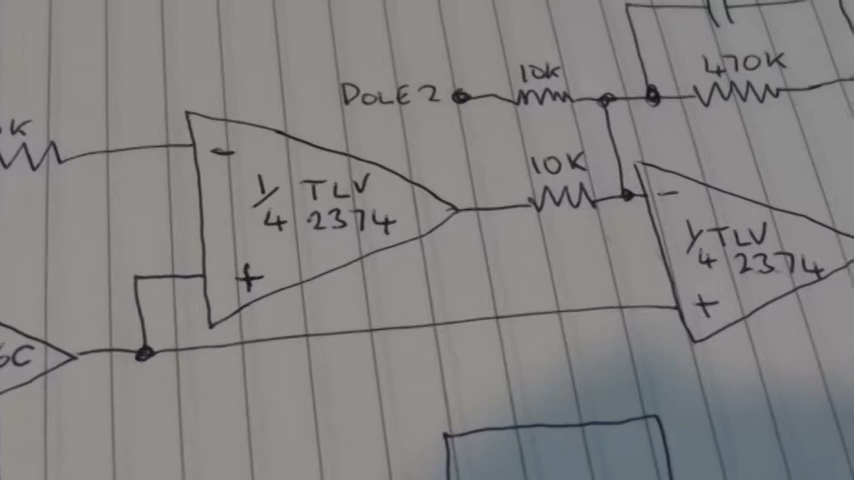 10K
470K
DOLE2
K
10K
-
1/4 TLV
2374
-
1/4 TLV
2374
+
+